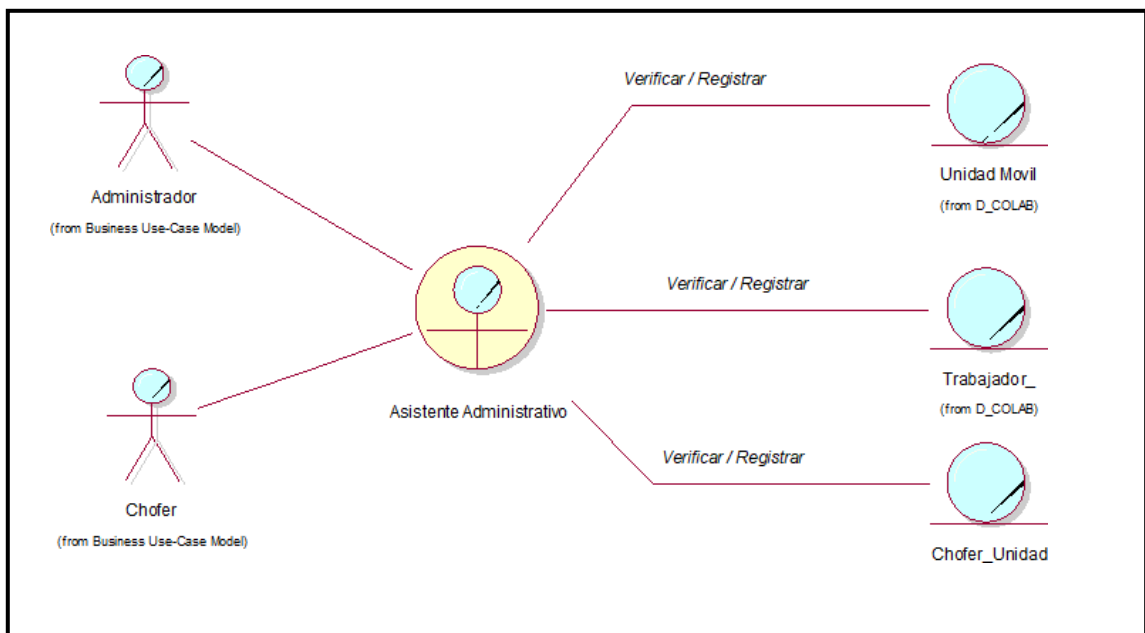 Verificar / Registrar
Administrador
(from Business Use-Case Model)
Unidad Movil
(from D_COLAB)
Verificar / Registrar
Asistente Administrativo
Trabajador_
(from D_COLAB)
Verificar / Registrar
Chofer
(from Business Use-Case Model)
Chofer_Unidad